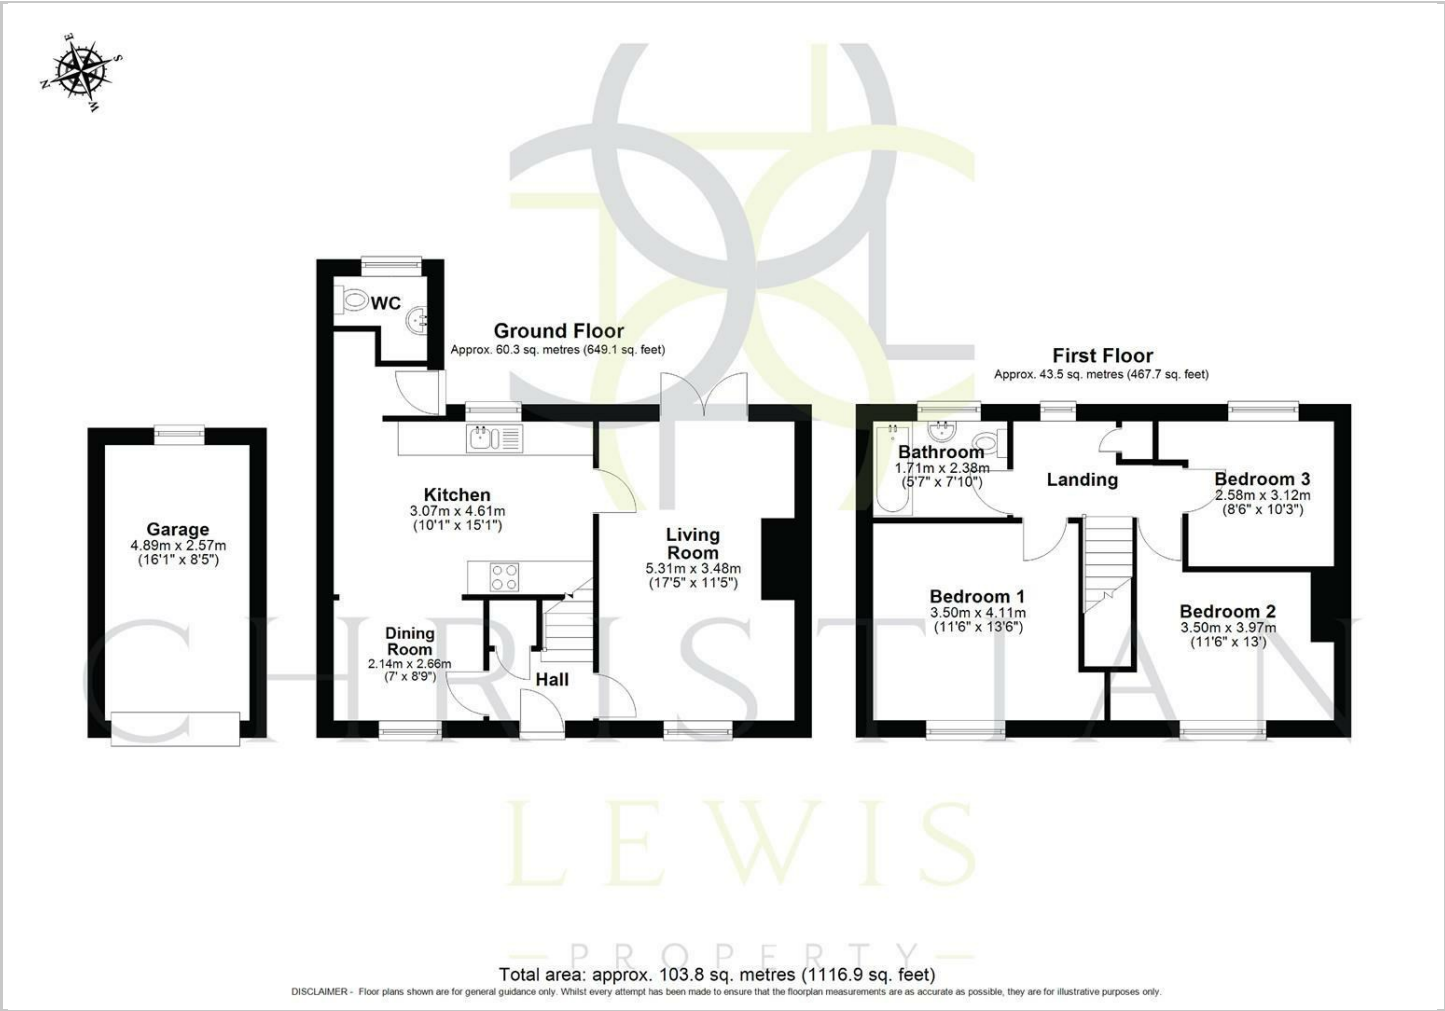 E
S
N
W
WC
Ground Floor
Approx. 60.3 sq. metres (649.1 sq. feet)
First Floor
Approx. 43.5 sq. metres (467.7 sq. feet)
Garage
4.89m x 2.57m
(16'1" x 8'5")
Kitchen
3.07m x 4.61m
(10'1" x 15'1")
Living
Room
5.31m x 3.48m
(17'5" x 11'5")
Dining
Room
2.14m x 2.66m
(7' x 8'9")
Hall
Bathroom
1.71m x 2.38m
(5'7" x 7'10")
Landing
Bedroom 3
2.58m x 3.12m
(8'6" x 10'3")
Bedroom 1
3.50m x 4.11m
(11'6" x 13'6")
Bedroom 2
3.50m x 3.97m
(11'6" x 13')
CHRISTIAN
LEWIS
PROPERTY
Total area: approx. 103.8 sq. metres (1116.9 sq. feet)
DISCLAIMER - Floor plans shown are for general guidance only. Whilst every attempt has been made to ensure that the floorplan measurements are as accurate as possible, they are for illustrative purposes only.